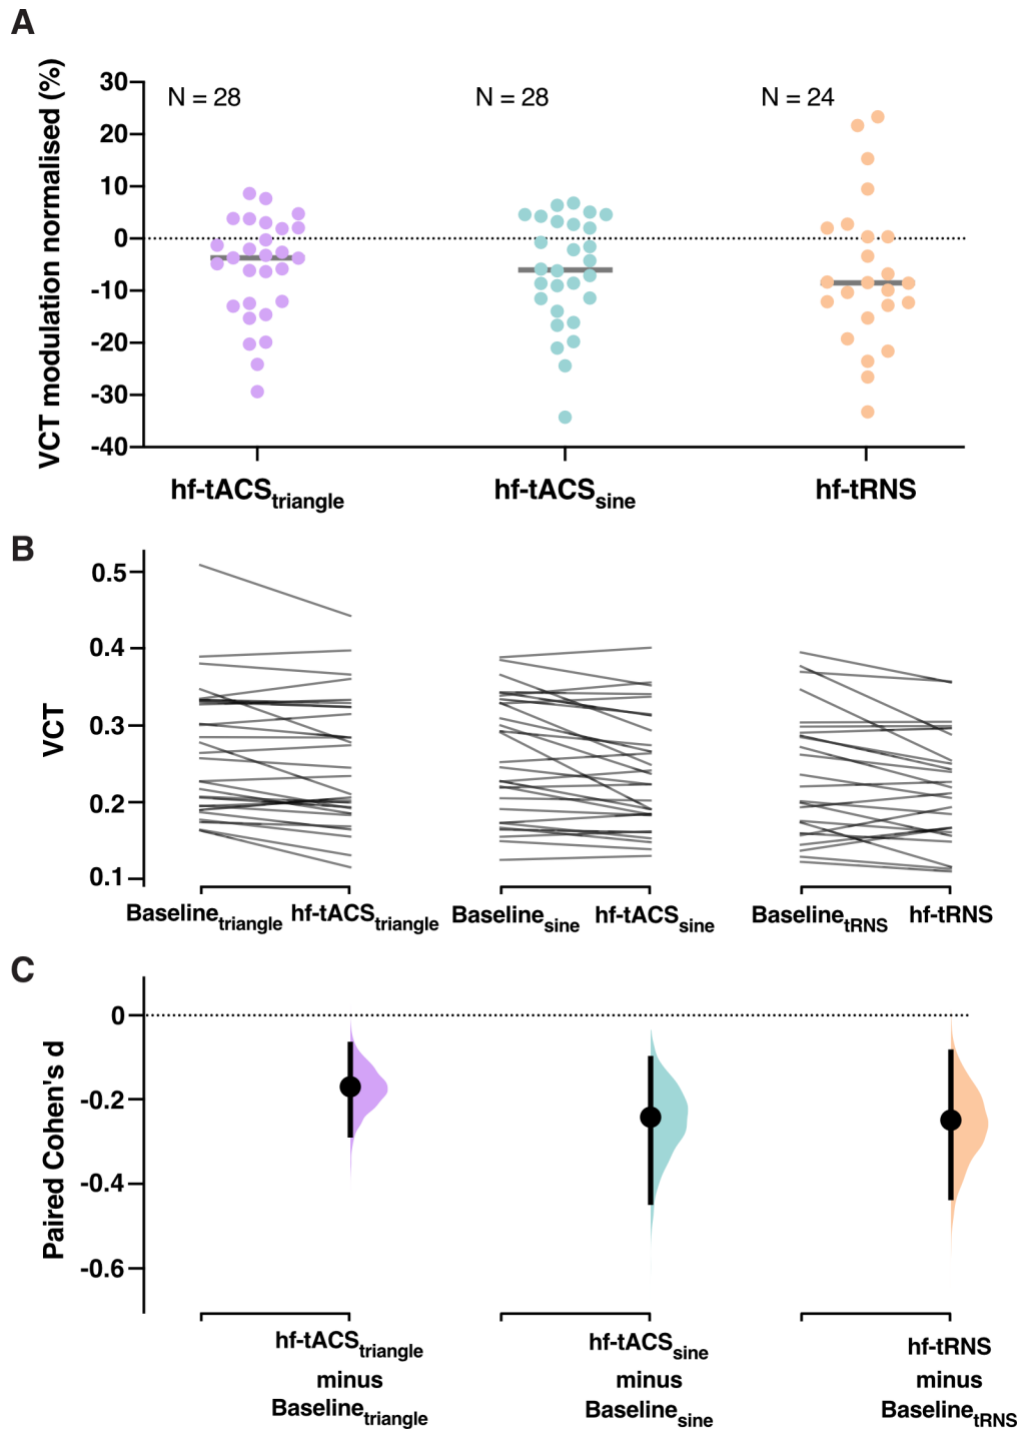 A
VCT modulation normalised (%)
30
20
10
0
-10
-20
-30
-40
N = 28
N = 28
N = 24
hf-tACStriangle
hf-tACSsine
hf-tRNS
B
VCT
0.5
0.4
0.3
0.2
0.1
Baselinetriangle
hf-tACStriangle
Baselinesine
hf-tACSsine
BaselinetRNS
hf-tRNS
C
Paired Cohen's d
0
-0.2
-0.4
-0.6
hf-tACStriangle
minus
Baselinetriangle
hf-tACSsine
minus
Baselinesine
hf-tRNS
minus
BaselinetRNS